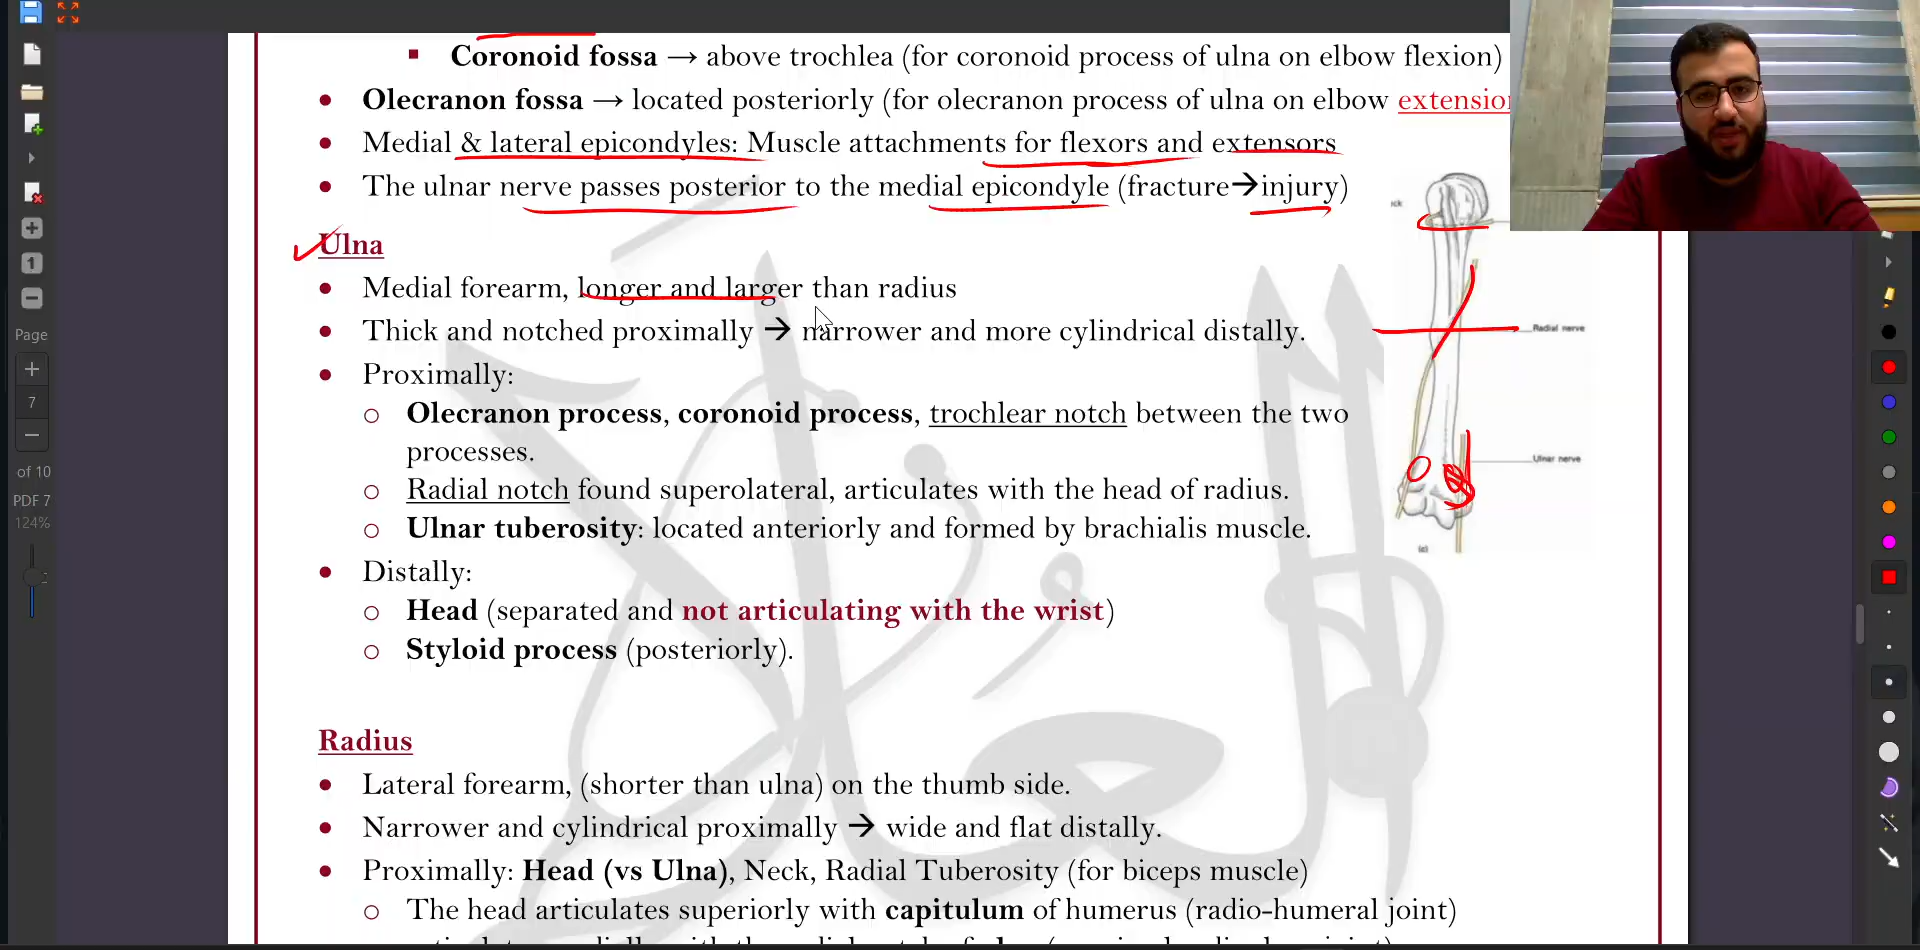 ▪ Coronoid fossa → above trochlea (for coronoid process of ulna on elbow flexion)
• Olecranon fossa → located posteriorly (for olecranon process of ulna on elbow extension
• Medial & lateral epicondyles: Muscle attachments for flexors and extensors
• The ulnar nerve passes posterior to the medial epicondyle (fracture→injury)
Ulna
• Medial forearm, longer and larger than radius
• Thick and notched proximally → narrower and more cylindrical distally.
• Proximally:
o Olecranon process, coronoid process, trochlear notch between the two
processes.
o Radial notch found superolateral, articulates with the head of radius.
o Ulnar tuberosity: located anteriorly and formed by brachialis muscle.
• Distally:
o Head (separated and not articulating with the wrist)
o Styloid process (posteriorly).
Radius
• Lateral forearm, (shorter than ulna) on the thumb side.
• Narrower and cylindrical proximally → wide and flat distally.
• Proximally: Head (vs Ulna), Neck, Radial Tuberosity (for biceps muscle)
o The head articulates superiorly with capitulum of humerus (radio-humeral joint)
Radial nerve
Ulnar nerve
(c)
1
Page
7
of 10
PDF 7
124%